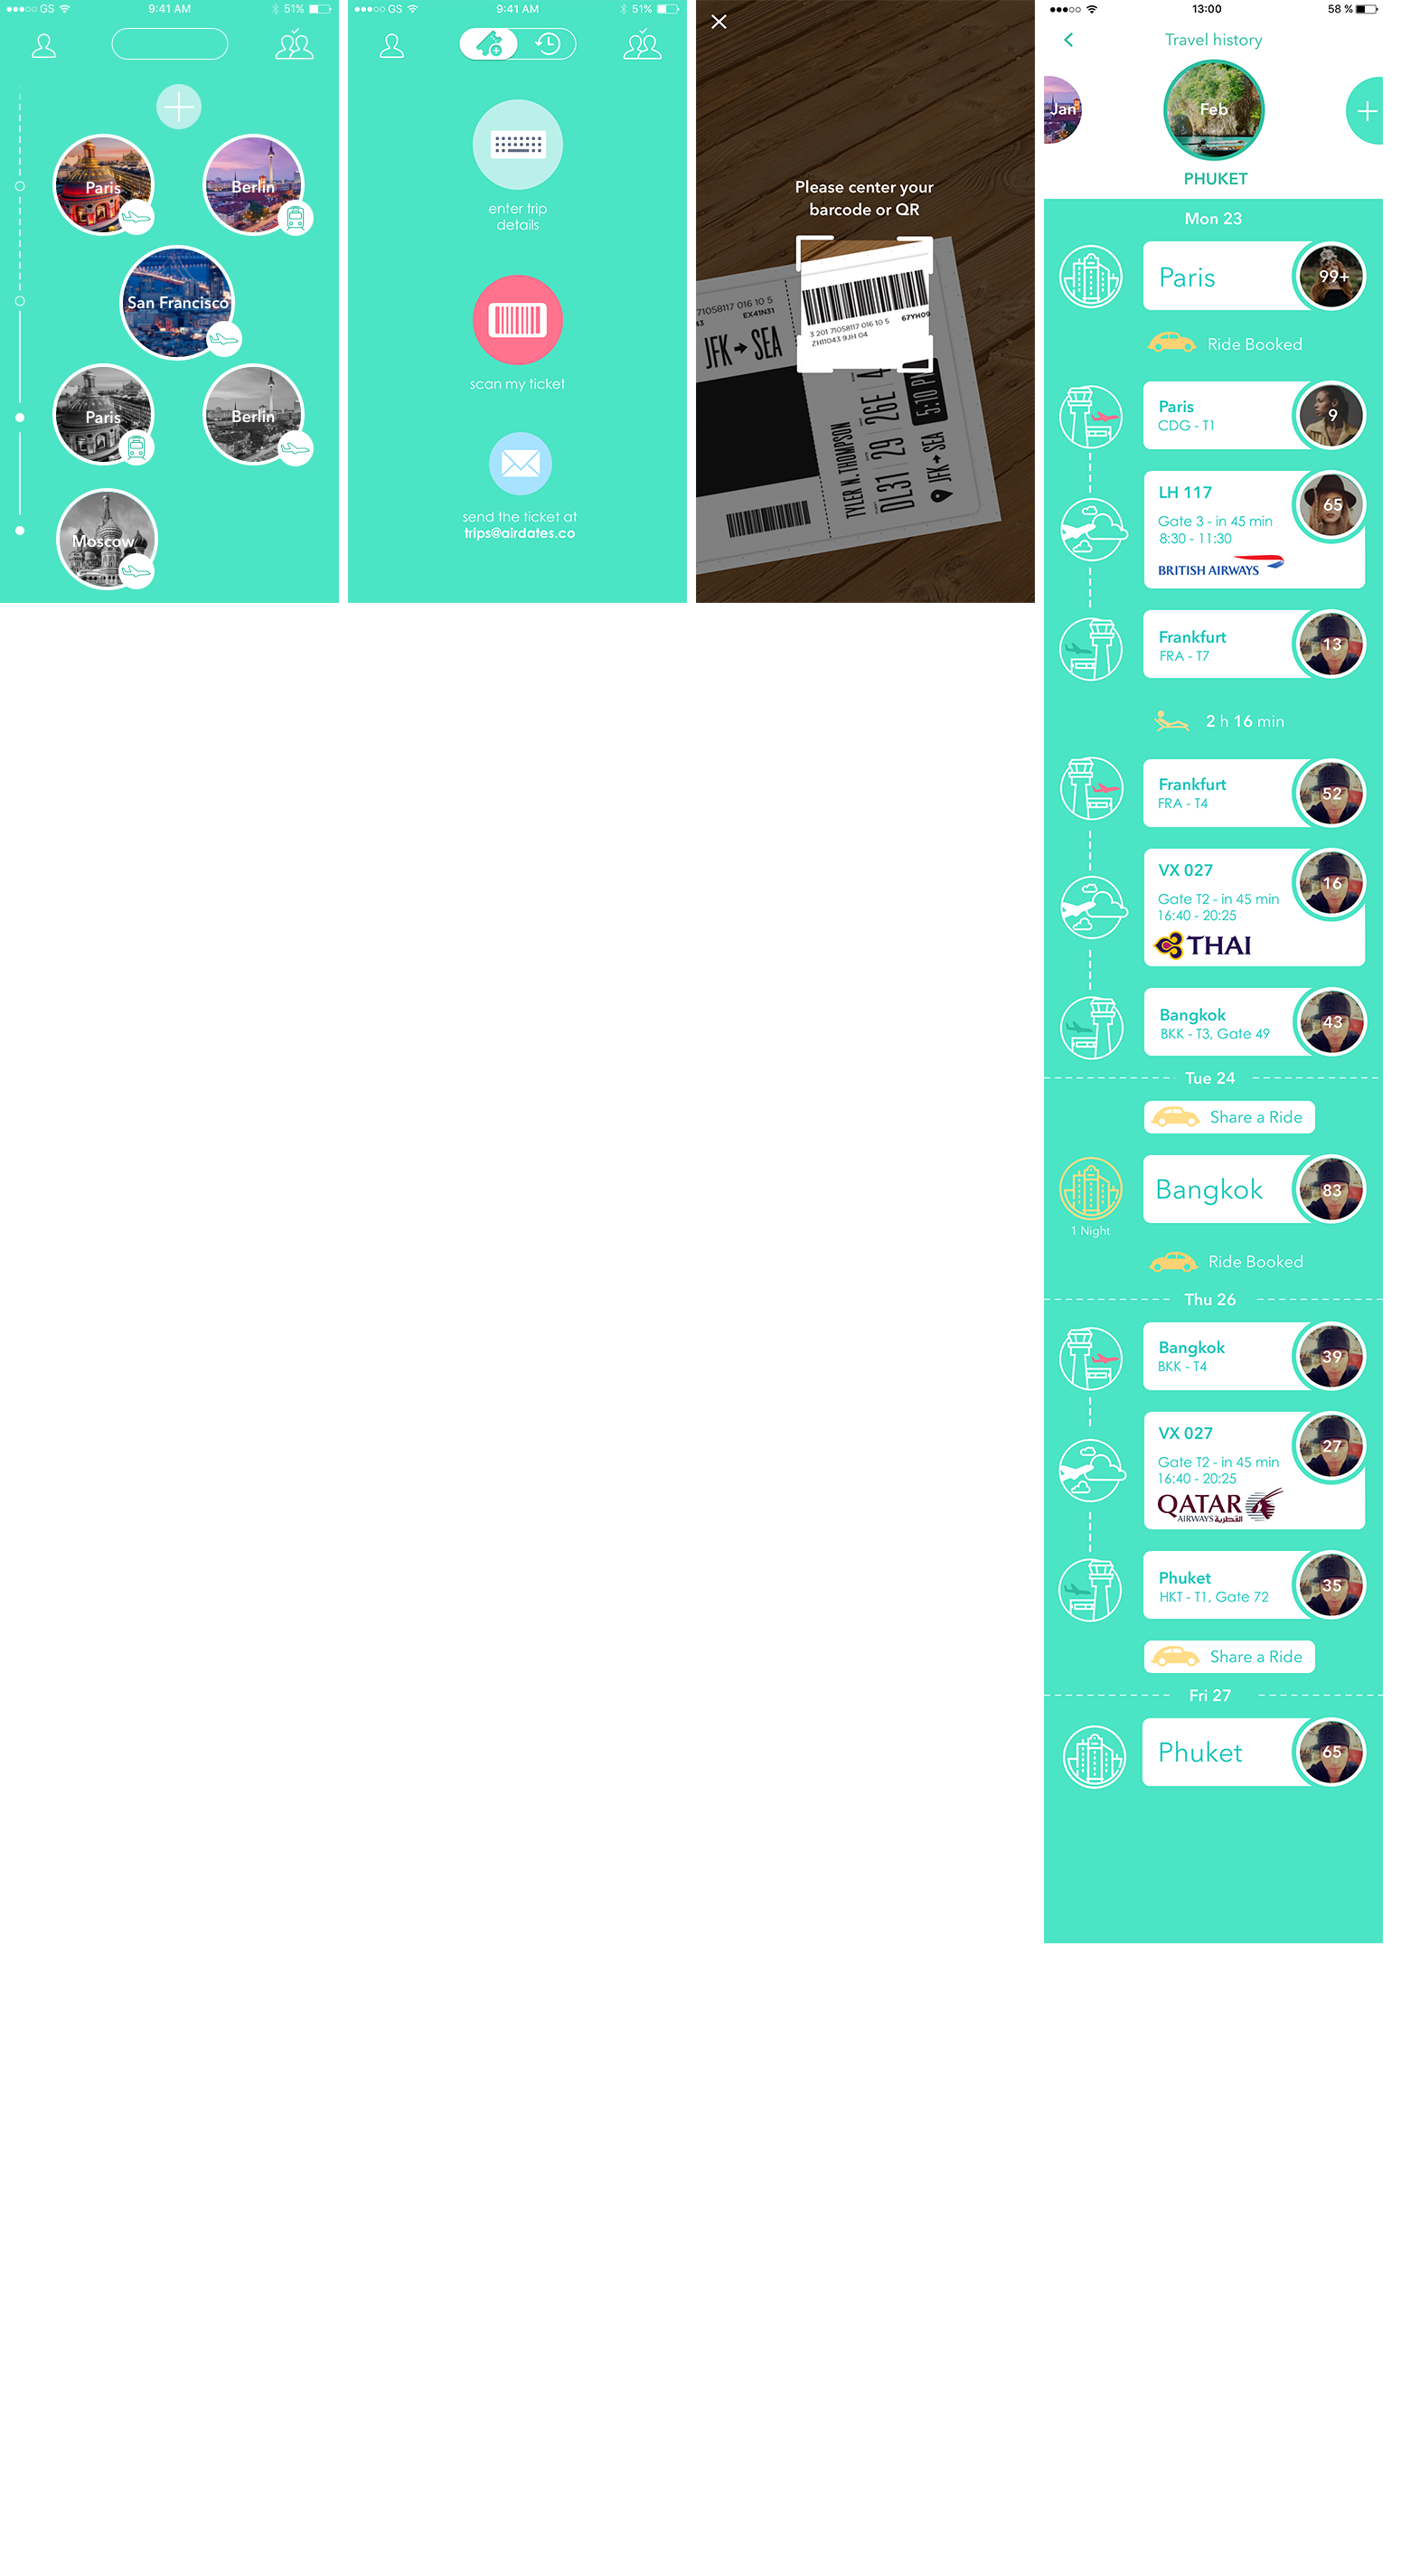 GS
9:41 AM
51%
Paris
Berlin
San Francisco
Paris
Berlin
Moscow
GS
9:41 AM
51%
enter trip
details
scan my ticket
send the ticket at
trips@airdates.co
Please center your
barcode or QR
71058117 016 10 5
EX41N31
JFK SEA
3 201 71058117 016 10 5
67YH09
ZH11043 9JH 04
TYLER N. THOMPSON
DL31
29
26E
5:10 PM
JFK SEA
13:00
58 %
Travel history
Jan
Feb
PHUKET
Mon 23
Paris
99+
Ride Booked
Paris
CDG - T1
9
LH 117
Gate 3 - in 45 min
8:30 - 11:30
BRITISH AIRWAYS
65
Frankfurt
FRA - T7
13
2 h 16 min
Frankfurt
FRA - T4
52
VX 027
Gate T2 - in 45 min
16:40 - 20:25
THAI
16
Bangkok
BKK - T3, Gate 49
43
Tue 24
Share a Ride
Bangkok
83
1 Night
Ride Booked
Thu 26
Bangkok
BKK - T4
39
VX 027
Gate T2 - in 45 min
16:40 - 20:25
QATAR
AIRWAYS القطرية
27
Phuket
HKT - T1, Gate 72
35
Share a Ride
Fri 27
Phuket
65